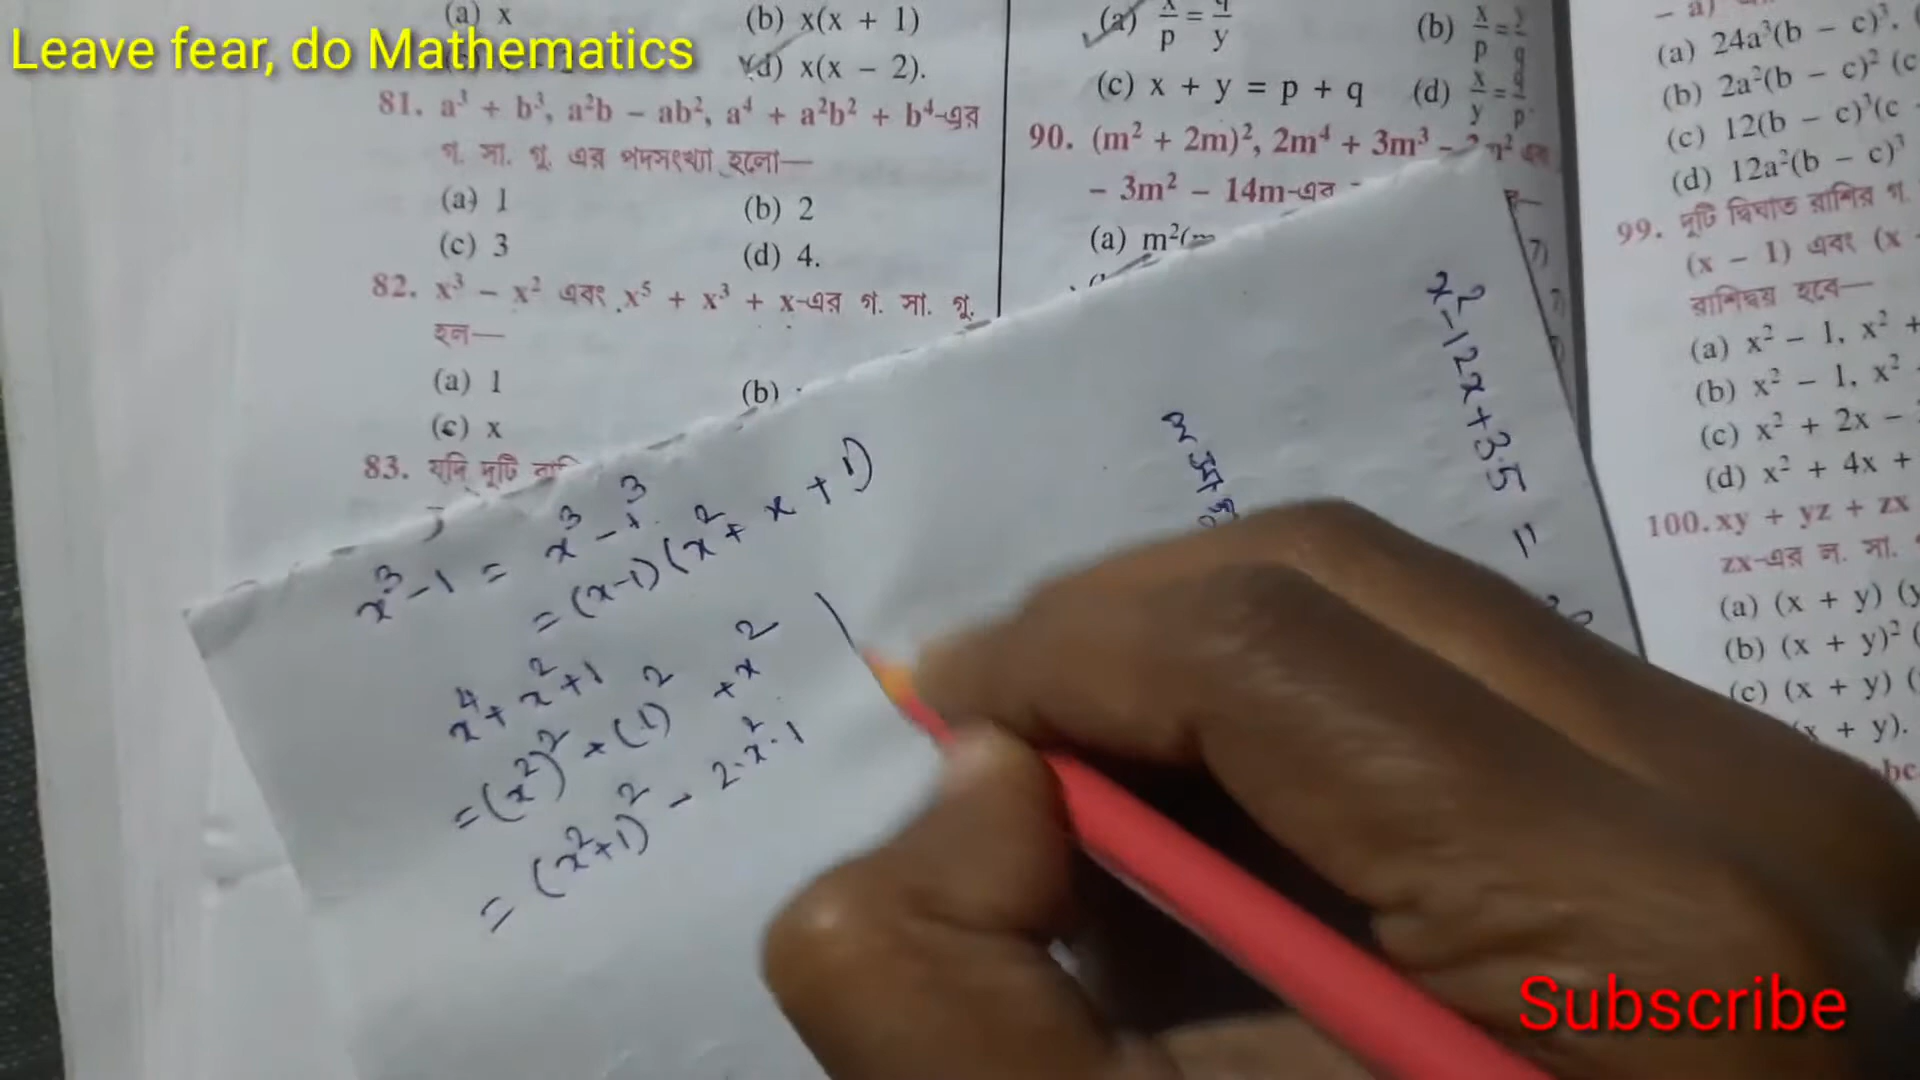 Leave fear, do Mathematics
(a) x
(b) x(x + 1)
(d) x(x − 2).
81. a³ + b³, a²b − ab², a⁴ + a²b² + b⁴-এর
গ. সা. গু. এর পদসংখ্যা হলো—
(a) 1
(b) 2
(c) 3
(d) 4.
82. x³ − x² এবং x⁵ + x³ + x-এর গ. সা. গু.
হল—
(a) 1
(b)
(c) x
83. যদি দুটি
(a) x/p = q/y
(b) x/p = y/q
(c) x + y = p + q
(d) x/y = q/p.
90. (m² + 2m)², 2m⁴ + 3m³ −
− 3m² − 14m-এর
(a) m²(m
(a) 24a³(b − c)³.
(b) 2a²(b − c)² (c
(c) 12(b − c)³(c
(d) 12a²(b − c)³
99. দুটি দ্বিঘাত রাশির গ.
(x − 1) এবং (x
রাশিদ্বয় হবে—
(a) x² − 1, x² +
(b) x² − 1, x²
(c) x² + 2x −
(d) x² + 4x +
100. xy + yz + zx
zx-এর ল. সা.
(a) (x + y) (y
(b) (x + y)² (
(c) (x + y) (
x + y).
x³ − 1 = x³ − 1³
= (x−1)(x² + x + 1)
x⁴ + x² + 1
= (x²)² + (1)² + x²
= (x²+1)² − 2·x²·1
x² − 12x + 35 =
Subscribe